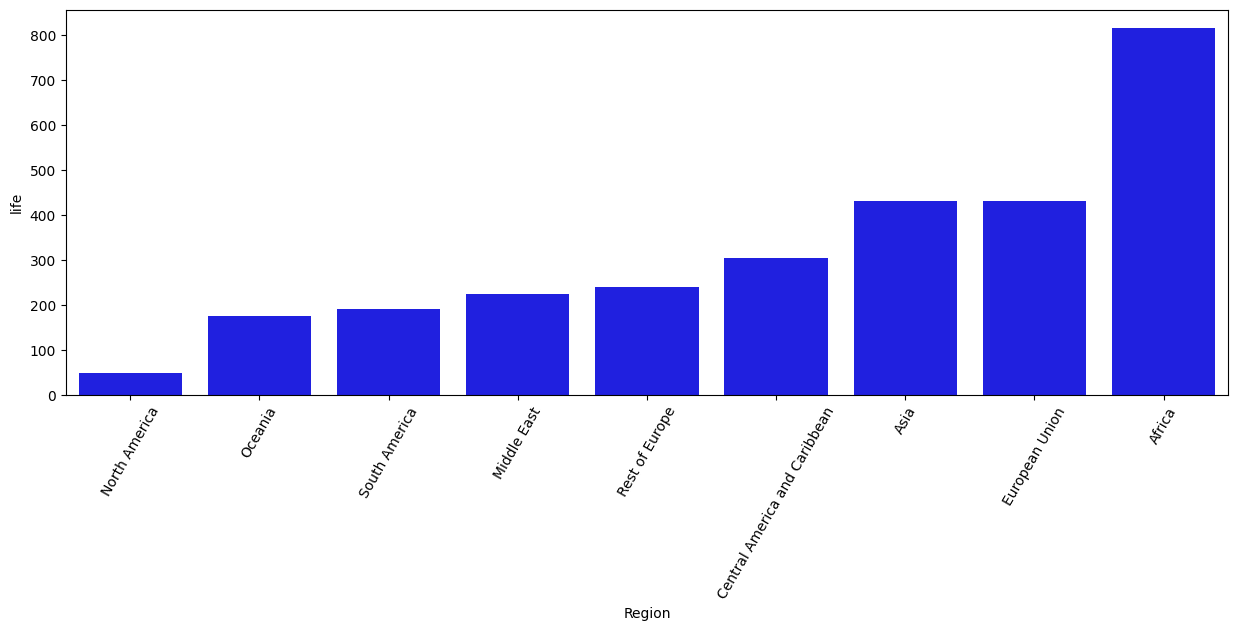 800
700
600
500
400
300
200
100
0
life
North America
Oceania
South America
Middle East
Rest of Europe
Central America and Caribbean
Asia
European Union
Africa
Region